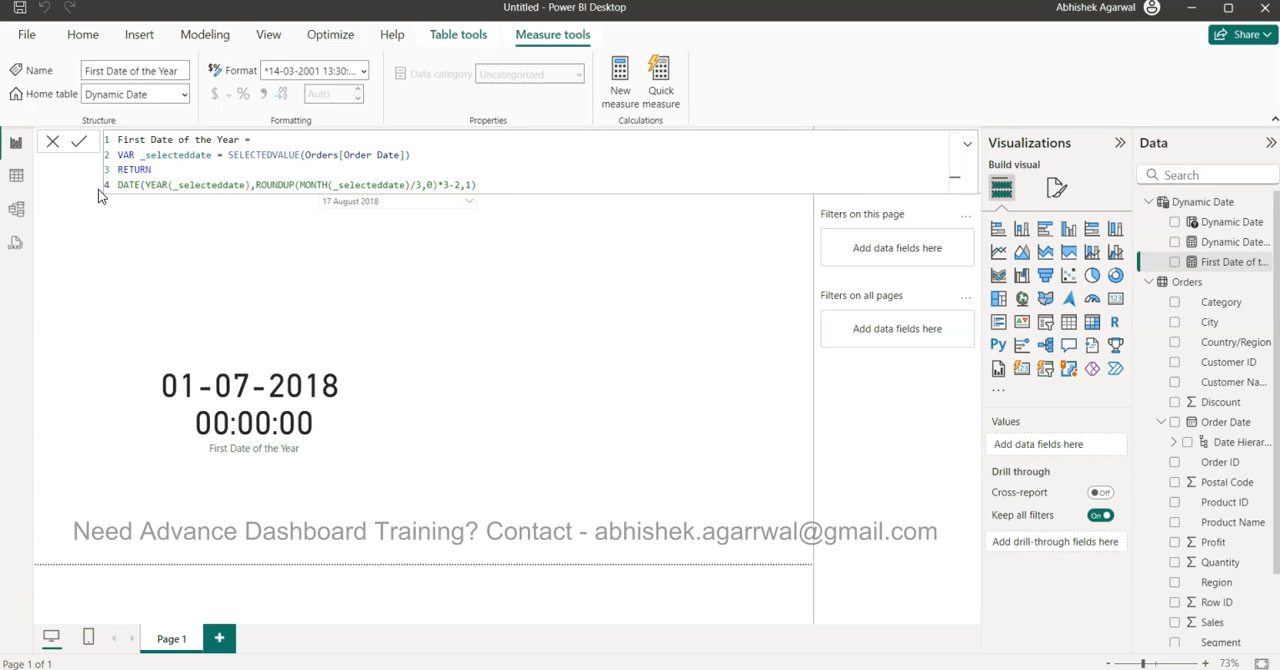 Untitled - Power BI Desktop
Abhishek Agarwal
File Home Insert Modeling View Optimize Help Table tools Measure tools
Share
Name First Date of the Year
Home table Dynamic Date
Structure
Format *14-03-2001 13:30:...
$ % Auto
Formatting
Data category Uncategorized
Properties
New measure
Quick measure
Calculations
1 First Date of the Year =
2 VAR _selecteddate = SELECTEDVALUE(Orders[Order Date])
3 RETURN
4 DATE(YEAR(_selecteddate),ROUNDUP(MONTH(_selecteddate)/3,0)*3-2,1)
17 August 2018
01-07-2018
00:00:00
First Date of the Year
Need Advance Dashboard Training? Contact - abhishek.agarrwal@gmail.com
Filters on this page ...
Add data fields here
Filters on all pages ...
Add data fields here
Visualizations
Build visual
R
Py
...
Values
Add data fields here
Drill through
Cross-report Off
Keep all filters On
Add drill-through fields here
Data
Search
Dynamic Date
Dynamic Date
Dynamic Date...
First Date of t...
Orders
Category
City
Country/Region
Customer ID
Customer Na...
Discount
Order Date
Date Hierar...
Order ID
Postal Code
Product ID
Product Name
Profit
Quantity
Region
Row ID
Sales
Segment
Page 1
Page 1 of 1
- + 73%